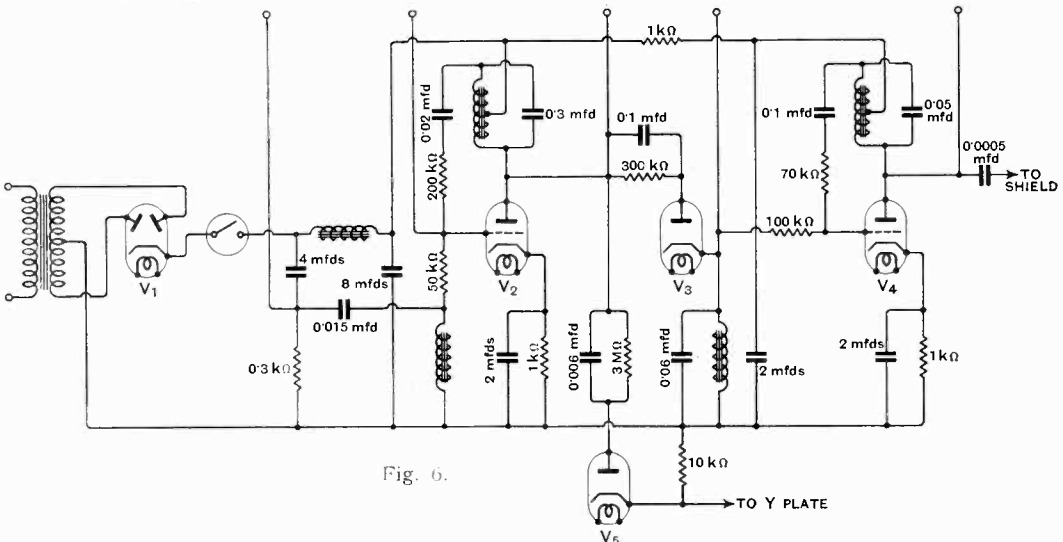 1 kΩ
0·02 mfd
0·3 mfd
0·1 mfd
0·1 mfd
0·05 mfd
200 kΩ
300 kΩ
70 kΩ
0·0005 mfd
TO SHIELD
100 kΩ
V1
4 mfds
8 mfds
50 kΩ
V2
V3
V4
0·015 mfd
0·3 kΩ
2 mfds
1 kΩ
0·006 mfd
3 MΩ
0·06 mfd
2 mfds
2 mfds
1 kΩ
Fig. 6.
10 kΩ
TO Y PLATE
V5